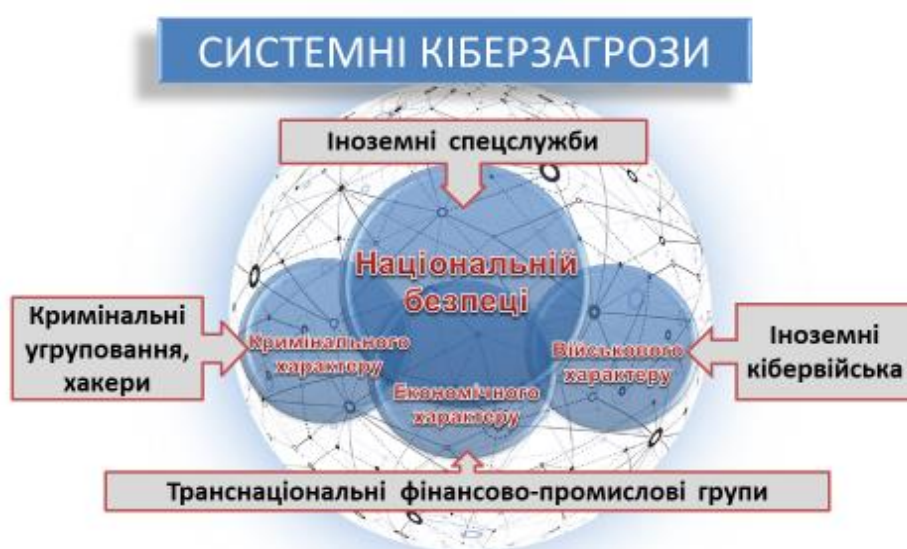 СИСТЕМНІ КІБЕРЗАГРОЗИ
Іноземні спецслужби
Національній
безпеці
Кримінальні
угруповання,
хакери
Кримінального
характеру
Військового
характеру
Іноземні
кібервійська
Економічного
характеру
Транснаціональні фінансово-промислові групи